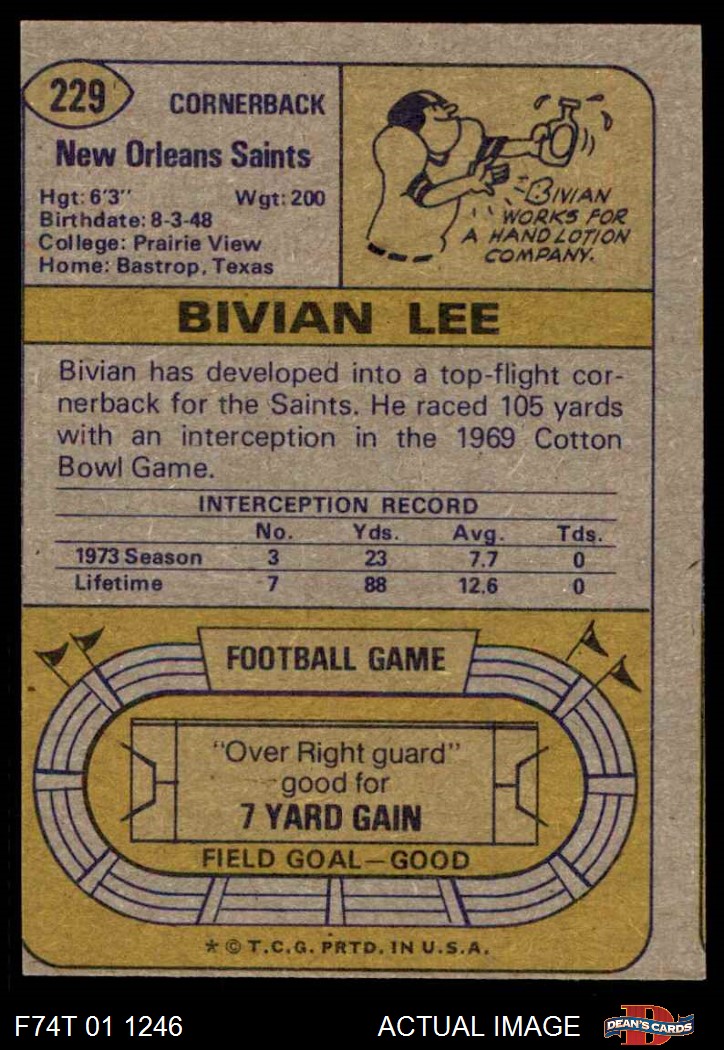 229
CORNERBACK
New Orleans Saints
Hgt: 6'3" Wgt: 200
Birthdate: 8-3-48
College: Prairie View
Home: Bastrop, Texas
BIVIAN
WORKS FOR
A HAND LOTION
COMPANY.
BIVIAN LEE
Bivian has developed into a top-flight cor-
nerback for the Saints. He raced 105 yards
with an interception in the 1969 Cotton
Bowl Game.
INTERCEPTION RECORD
No. Yds. Avg. Tds.
1973 Season 3 23 7.7 0
Lifetime 7 88 12.6 0
FOOTBALL GAME
"Over Right guard"
good for
7 YARD GAIN
FIELD GOAL—GOOD
* © T.C.G. PRTD. IN U.S.A.
F74T 01 1246 ACTUAL IMAGE
D
DEAN'S CARDS